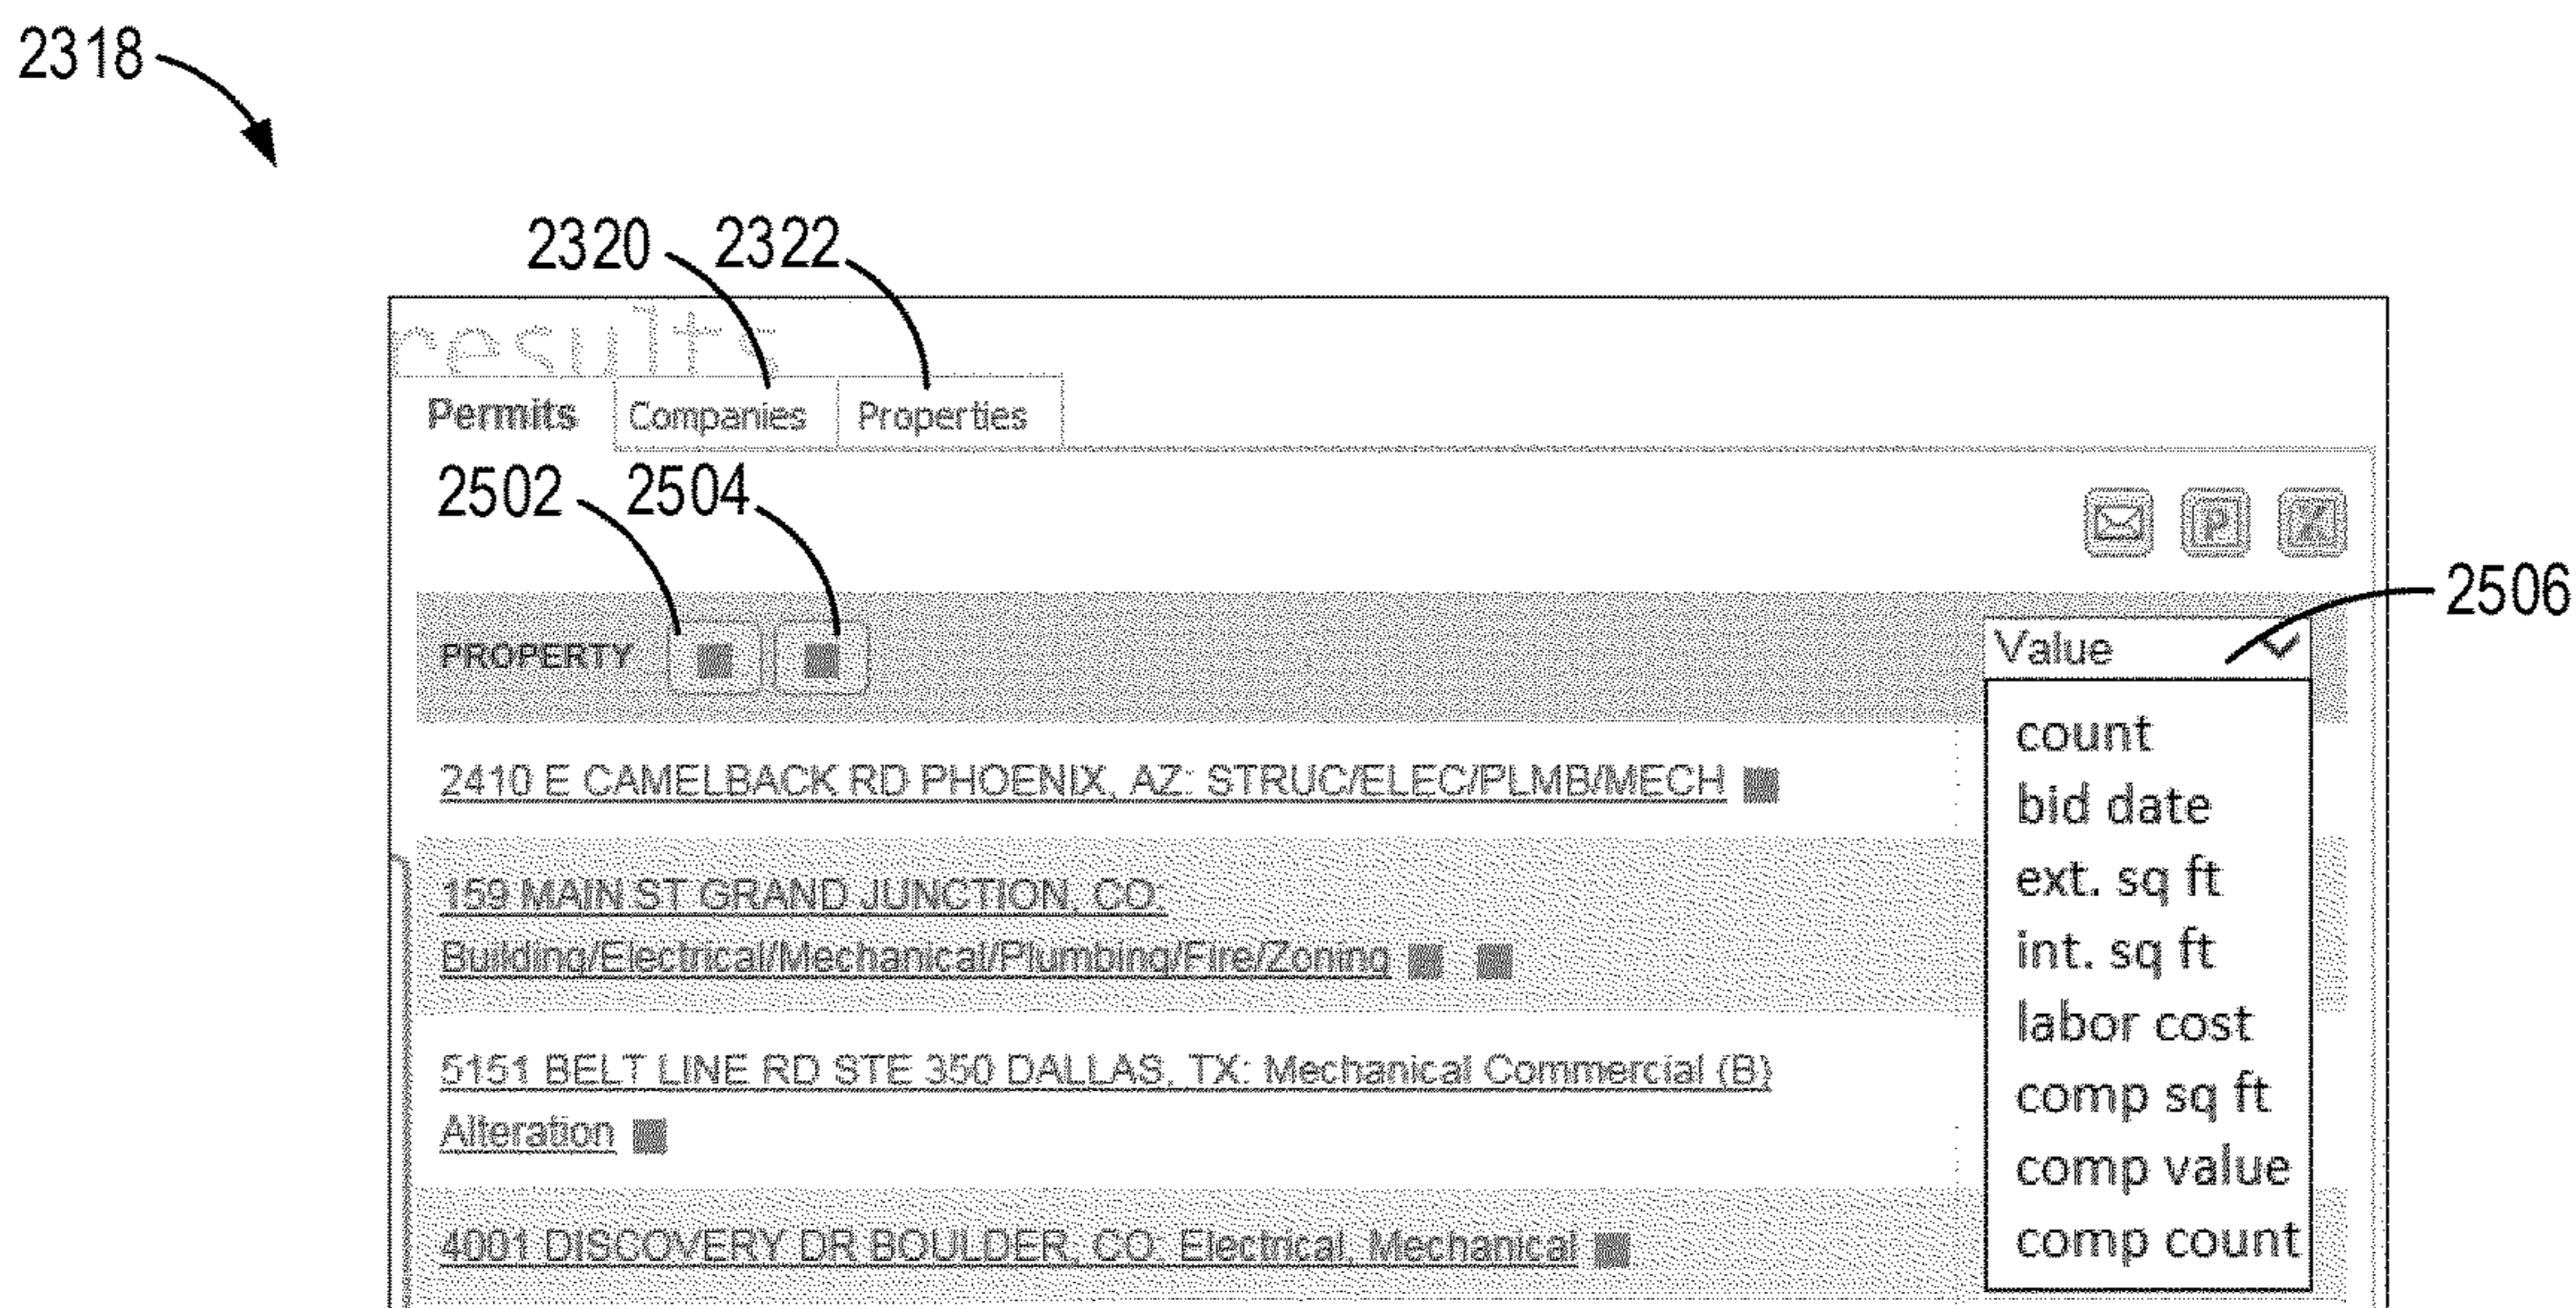 2318
2320 2322
results
Permits Companies Properties
2502 2504
P X
2506
PROPERTY Value
count
2410 E CAMELBACK RD PHOENIX, AZ: STRUC/ELEC/PLMB/MECH
bid date
159 MAIN ST GRAND JUNCTION, CO:
ext. sq ft
Building/Electrical/Mechanical/Plumbing/Fire/Zoning
int. sq ft
labor cost
5151 BELT LINE RD STE 350 DALLAS, TX: Mechanical Commercial (B)
comp sq ft
Alteration
comp value
4001 DISCOVERY DR BOULDER, CO: Electrical, Mechanical
comp count